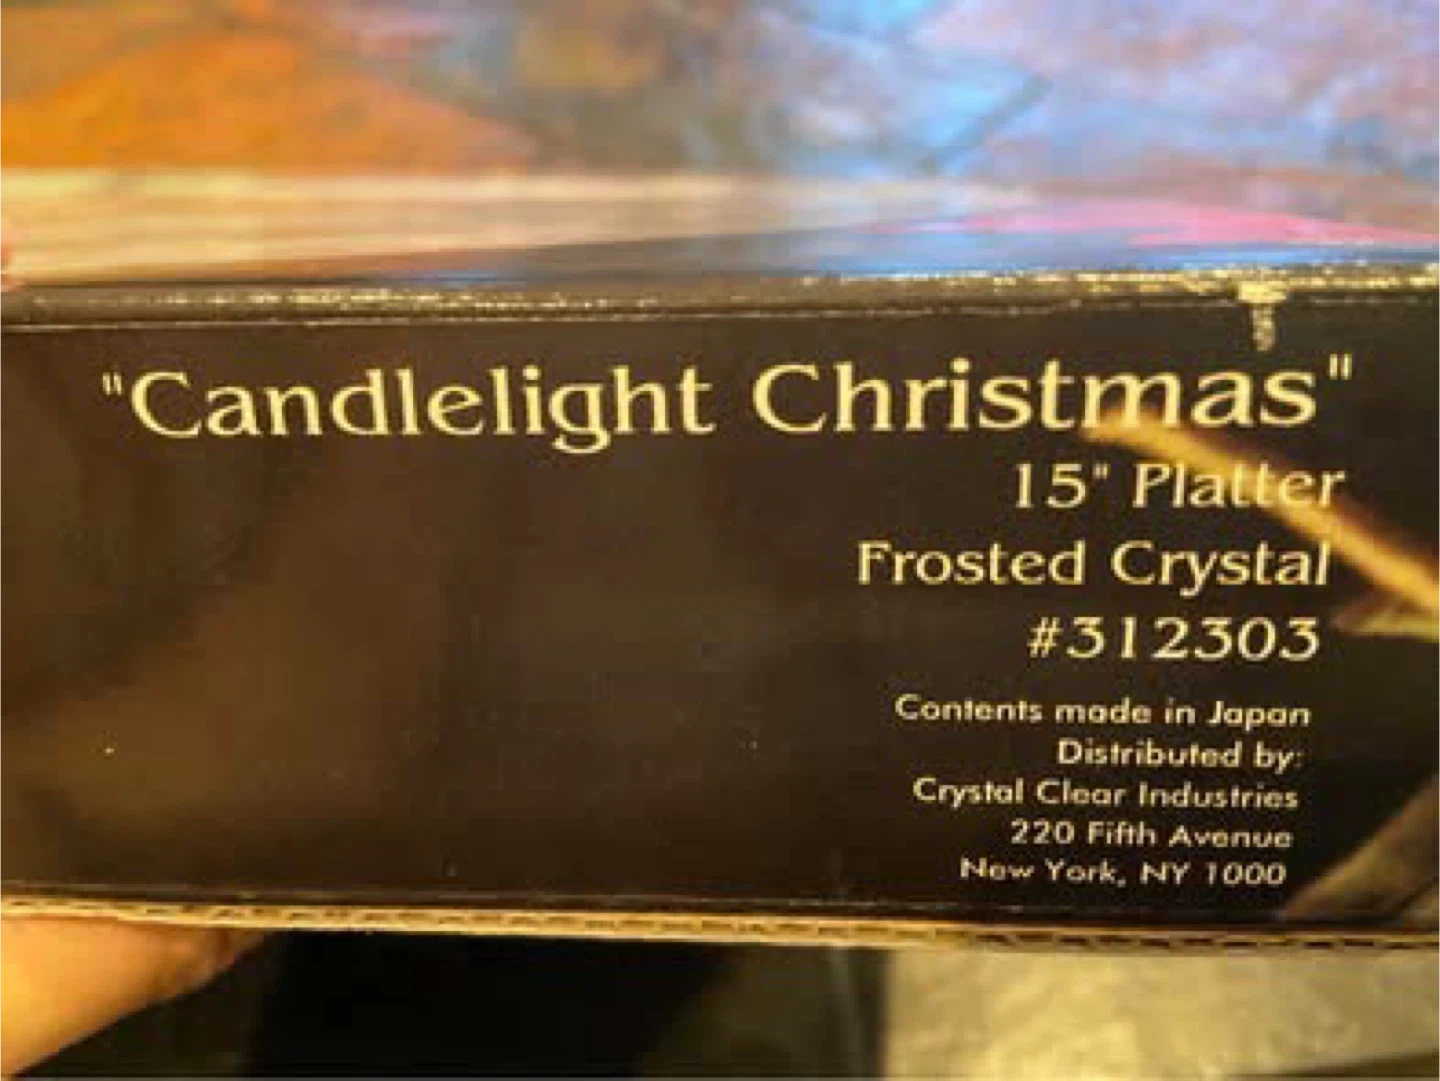 "Candlelight Christmas"
15" Platter
Frosted Crystal
#312303
Contents made in Japan
Distributed by:
Crystal Clear Industries
220 Fifth Avenue
New York, NY 1000